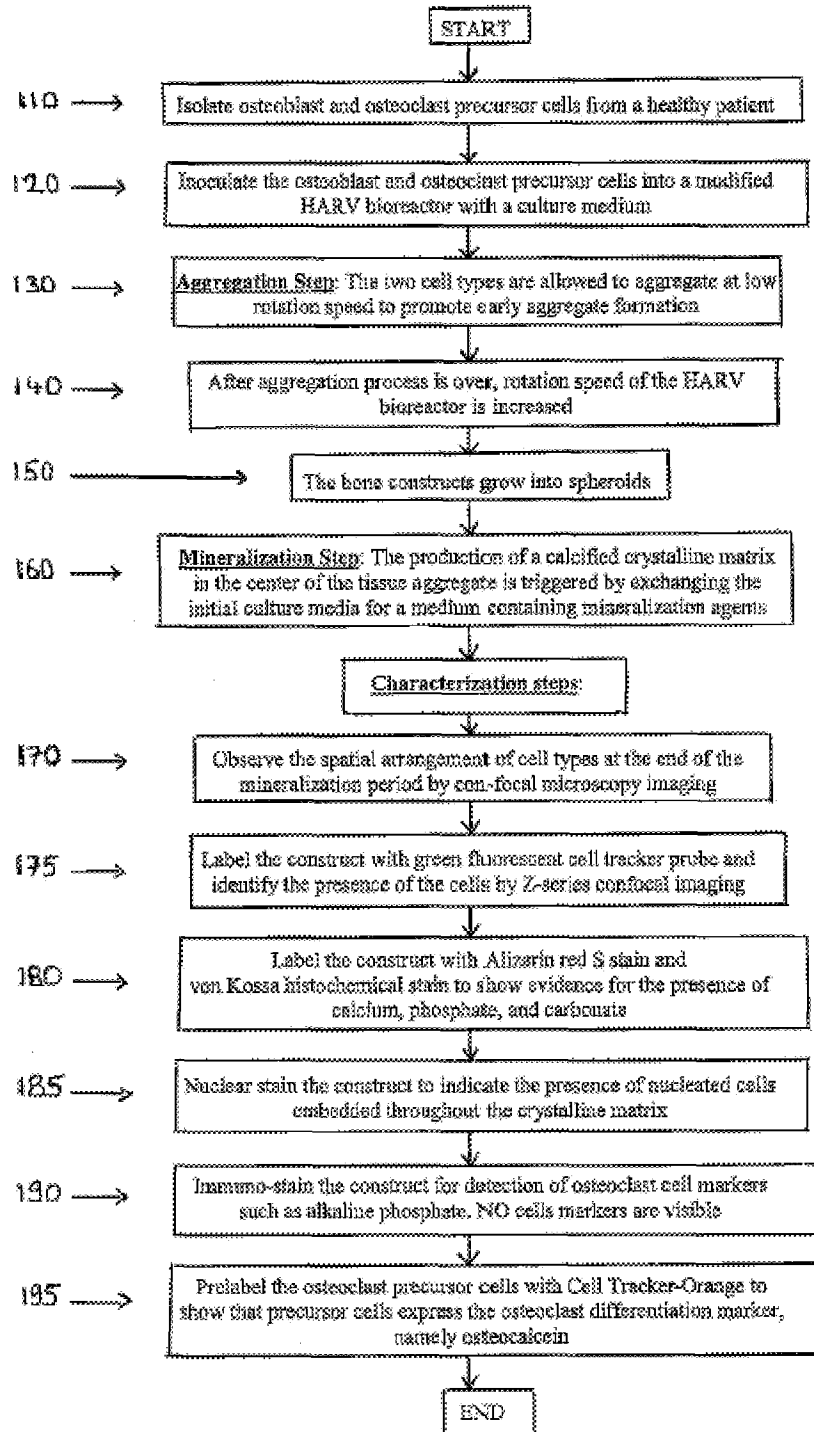 START
110
Isolate osteoblast and osteoclast precursor cells from a healthy patient
120
Inoculate the osteoblast and osteoclast precursor cells into a modified
HARV bioreactor with a culture medium
130
Aggregation Step: The two cell types are allowed to aggregate at low
rotation speed to promote early aggregate formation
140
After aggregation process is over, rotation speed of the HARV
bioreactor is increased
150
The bone constructs grow into spheroids
160
Mineralization Step: The production of a calcified crystalline matrix
in the center of the tissue aggregate is triggered by exchanging the
initial culture media for a medium containing mineralization agents
Characterization steps:
170
Observe the spatial arrangement of cell types at the end of the
mineralization period by con-focal microscopy imaging
175
Label the construct with green fluorescent cell tracker probe and
identify the presence of the cells by Z-series confocal imaging
180
Label the construct with Alizarin red S stain and
von Kossa histochemical stain to show evidence for the presence of
calcium, phosphate, and carbonate
185
Nuclear stain the construct to indicate the presence of nucleated cells
embedded throughout the crystalline matrix
190
Immuno-stain the construct for detection of osteoclast cell markers
such as alkaline phosphate. NO cells markers are visible
195
Prelabel the osteoclast precursor cells with Cell Tracker-Orange to
show that precursor cells express the osteoclast differentiation marker,
namely osteocalcein
END